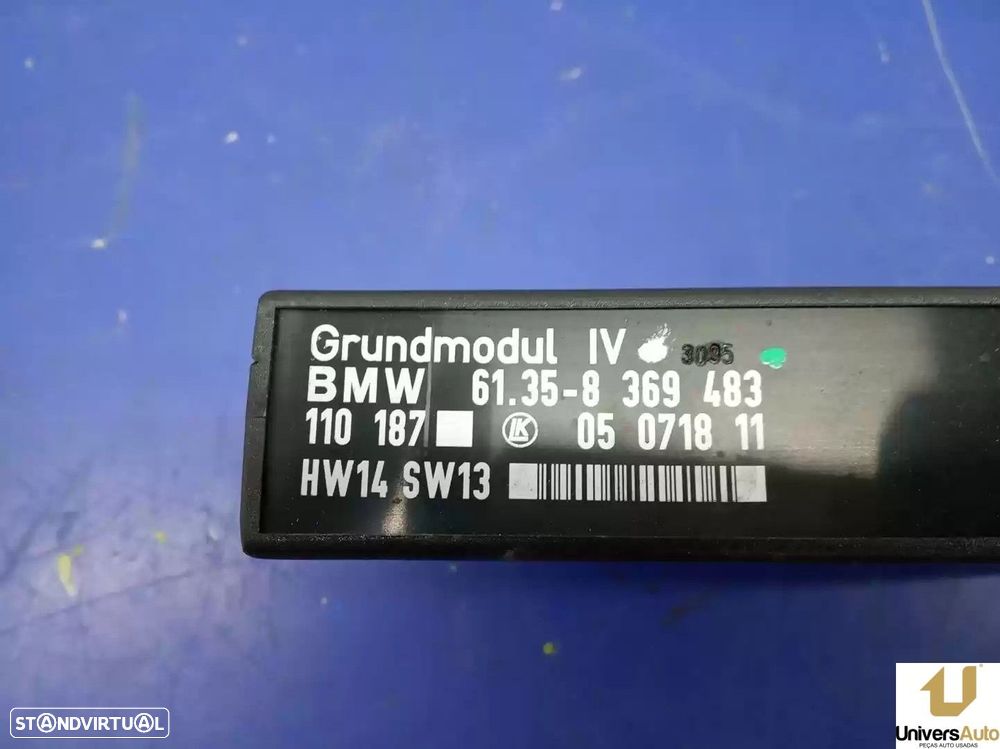 Grundmodul IV 3095
BMW 61.35-8 369 483
110 187 LK 05 0718 11
HW14 SW13
STANDVIRTUAL
UniversAuto
PEÇAS AUTO USADAS